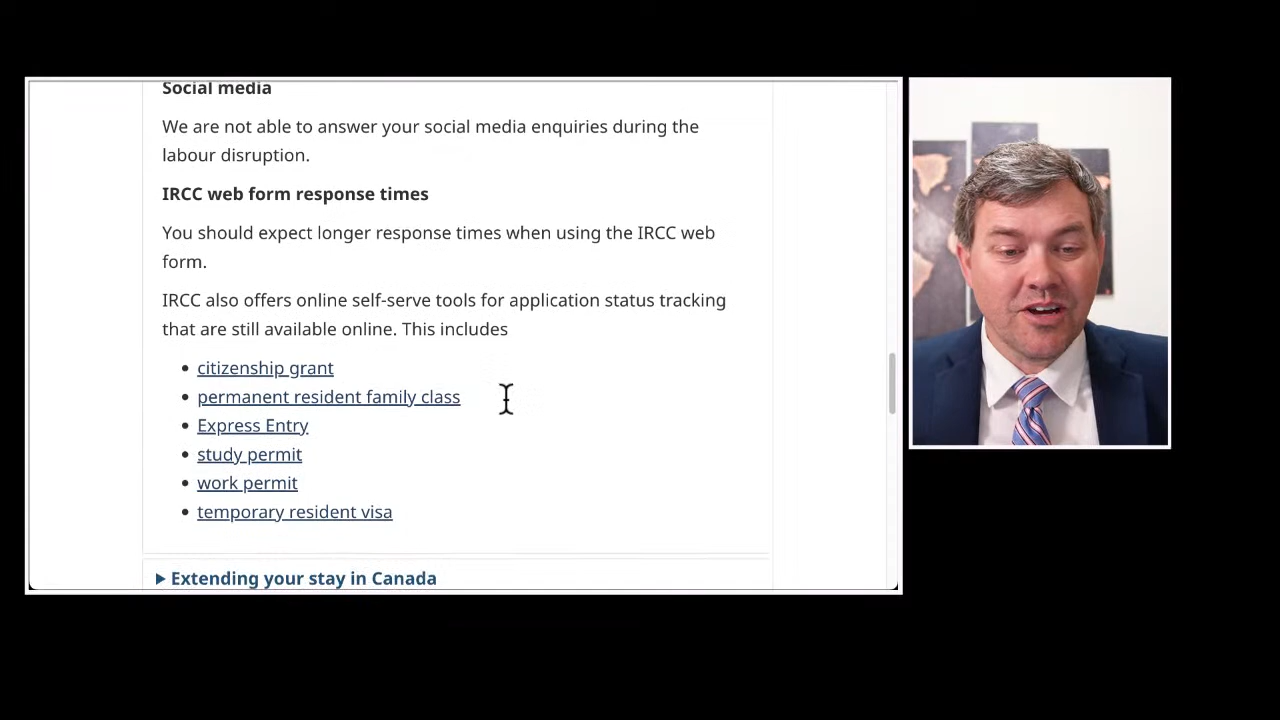 Social media
We are not able to answer your social media enquiries during the
labour disruption.
IRCC web form response times
You should expect longer response times when using the IRCC web
form.
IRCC also offers online self-serve tools for application status tracking
that are still available online. This includes
• citizenship grant
• permanent resident family class
• Express Entry
• study permit
• work permit
• temporary resident visa
▶ Extending your stay in Canada